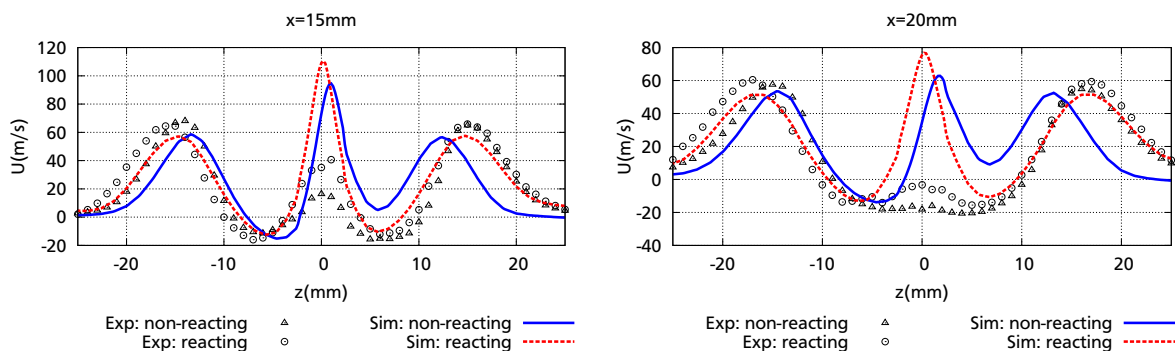 x=15mm
120
100
80
60
40
20
0
-20
U(m/s)
-20 -10 0 10 20
z(mm)
Exp: non-reacting
Exp: reacting
Sim: non-reacting
Sim: reacting
x=20mm
80
60
40
20
0
-20
-40
U(m/s)
-20 -10 0 10 20
z(mm)
Exp: non-reacting
Exp: reacting
Sim: non-reacting
Sim: reacting